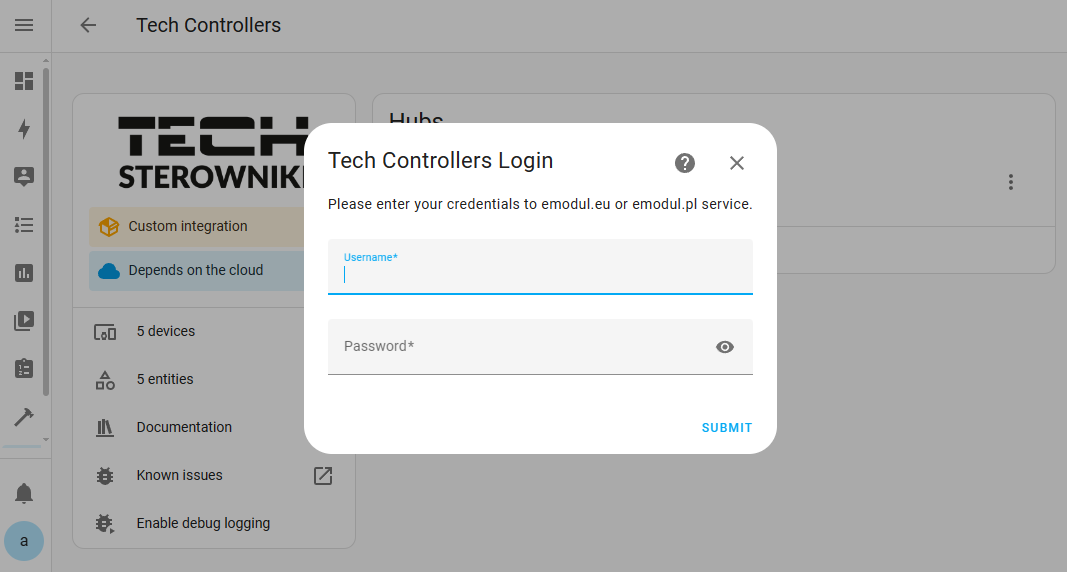 Tech Controllers
TECH
STEROWNIKI
Custom integration
Depends on the cloud
5 devices
5 entities
Documentation
Known issues
Enable debug logging
a
Hubs
Tech Controllers Login
Please enter your credentials to emodul.eu or emodul.pl service.
Username*
Password*
SUBMIT